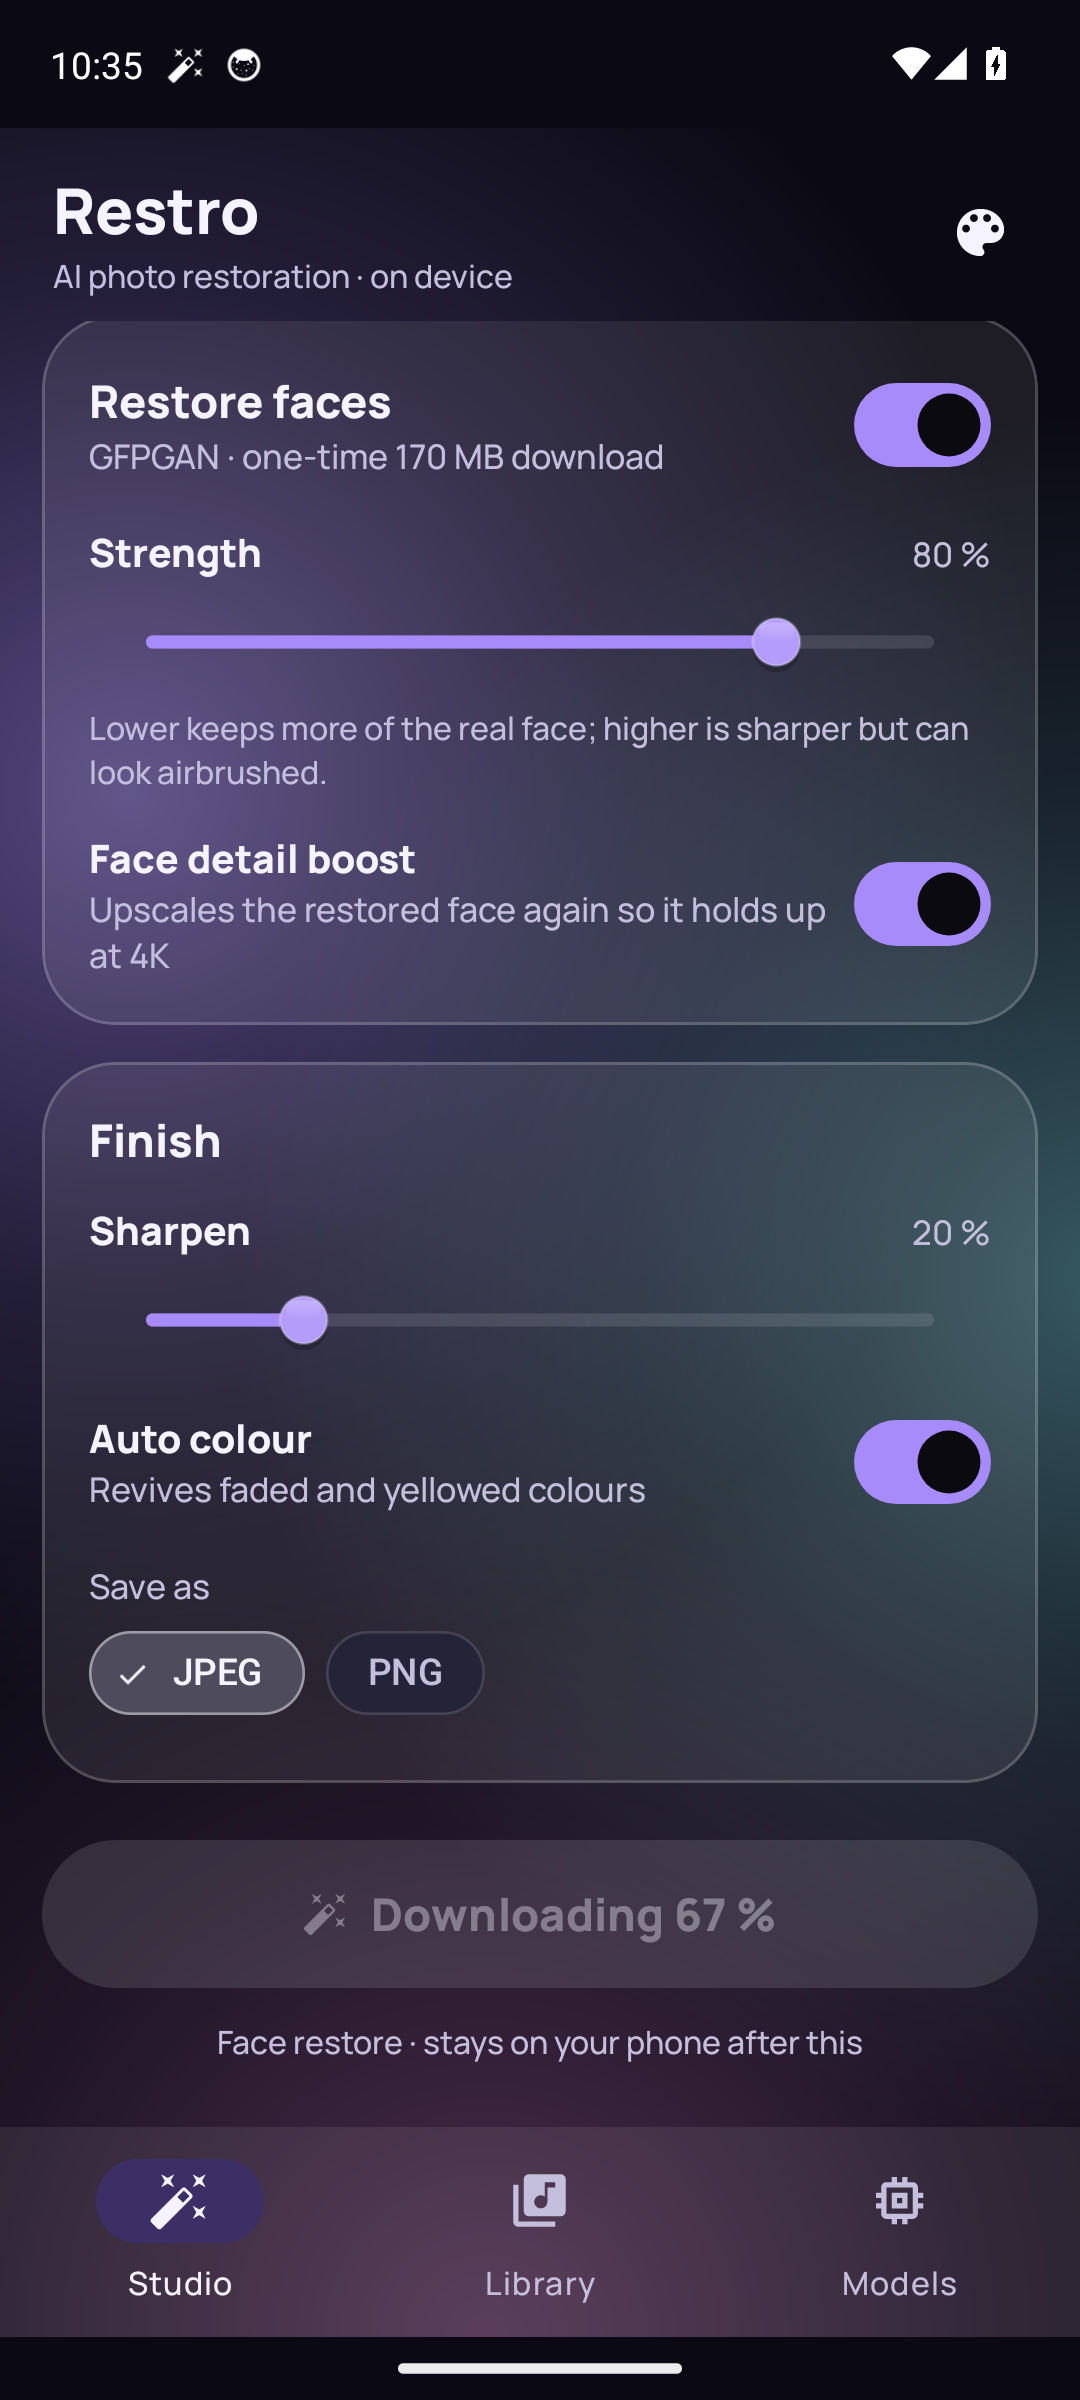 10:35
Restro
AI photo restoration · on device
Restore faces
GFPGAN · one-time 170 MB download
Strength
80 %
Lower keeps more of the real face; higher is sharper but can
look airbrushed.
Face detail boost
Upscales the restored face again so it holds up
at 4K
Finish
Sharpen
20 %
Auto colour
Revives faded and yellowed colours
Save as
JPEG
PNG
Downloading 67 %
Face restore · stays on your phone after this
Studio
Library
Models